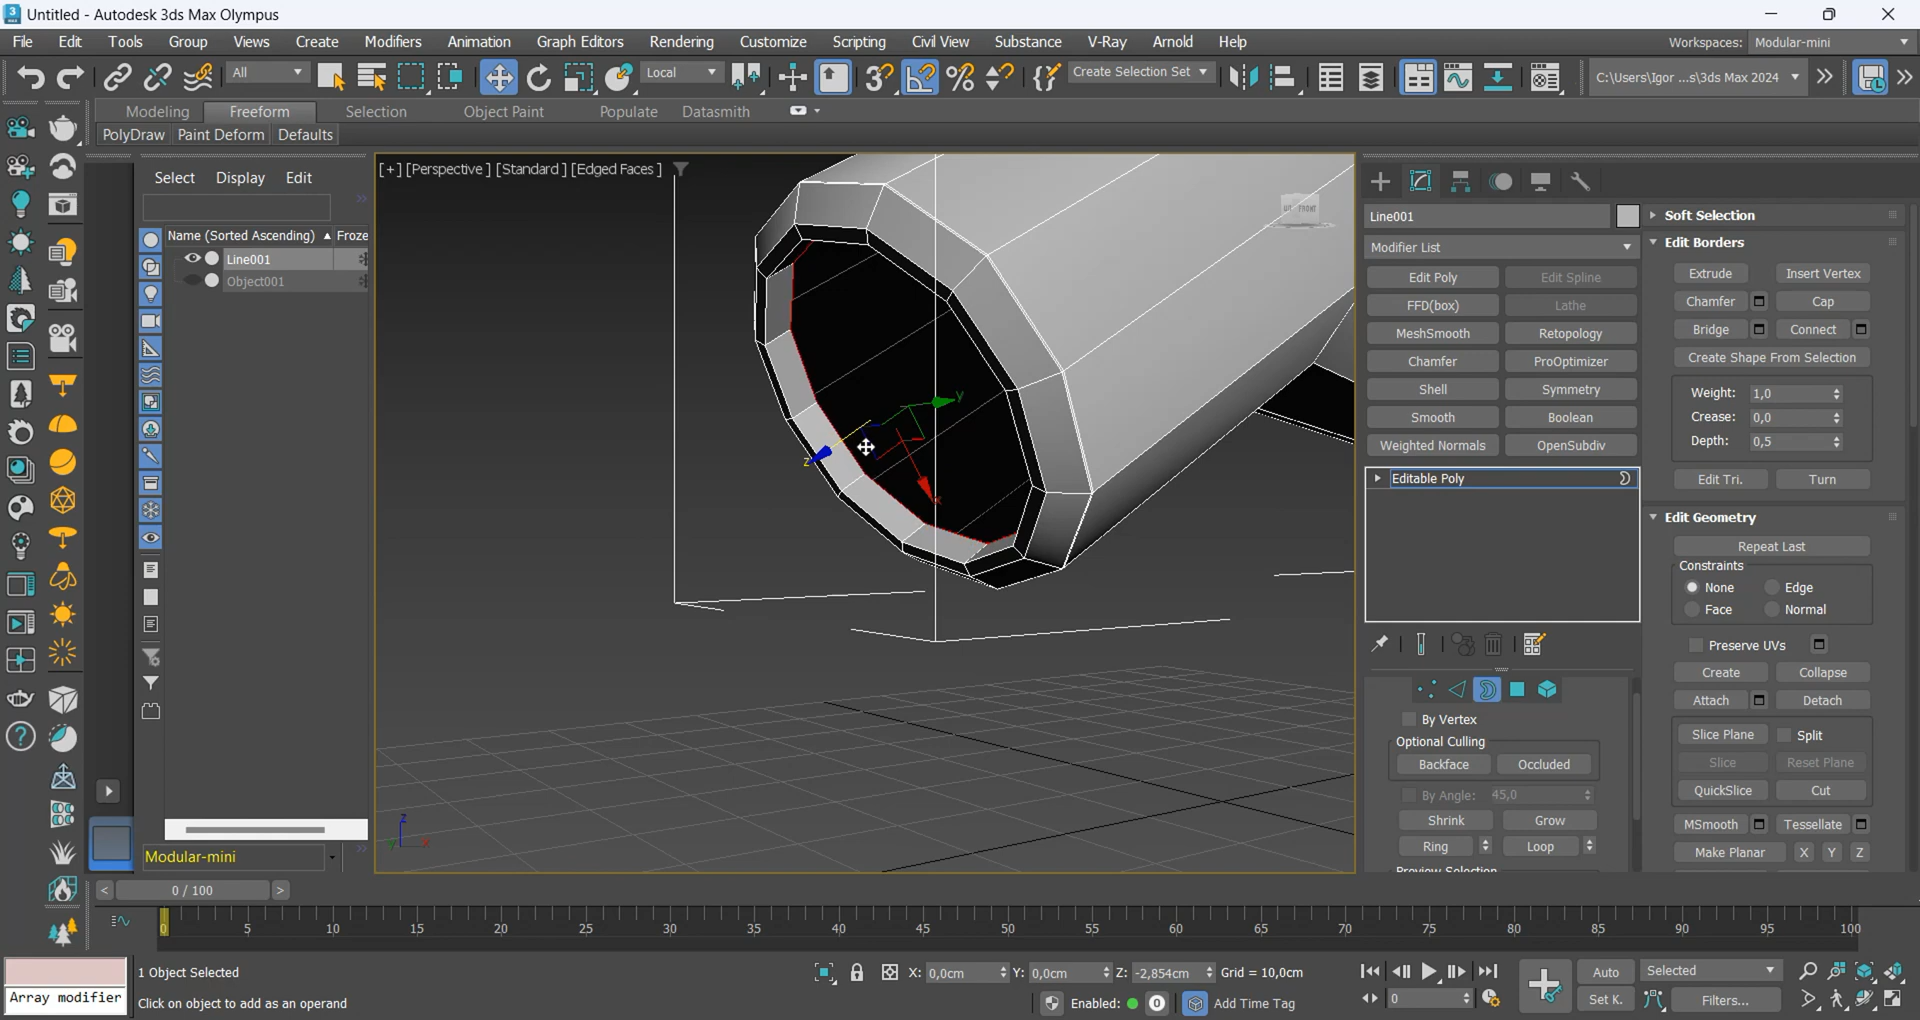 Untitled - Autodesk 3ds Max Olympus
File Edit Tools Group Views Create Modifiers Animation Graph Editors Rendering Customize Scripting Civil View Substance V-Ray Arnold Help
Workspaces: Modular-mini
All
Local
Create Selection Set
C:\Users\Igor ...s\3ds Max 2024
Modeling Freeform Selection Object Paint Populate Datasmith
PolyDraw Paint Deform Defaults
Select Display Edit
[+] [Perspective ] [Standard ] [Edged Faces ]
Name (Sorted Ascending) Froze
Line001
Object001
Modular-mini
FRONT
y
z
x
z
x
Line001
Modifier List
Edit Poly Edit Spline
FFD(box) Lathe
MeshSmooth Retopology
Chamfer ProOptimizer
Shell Symmetry
Smooth Boolean
Weighted Normals OpenSubdiv
Editable Poly
By Vertex
Optional Culling
Backface Occluded
By Angle: 45,0
Shrink Grow
Ring Loop
Preview Selection
Soft Selection
Edit Borders
Extrude Insert Vertex
Chamfer Cap
Bridge Connect
Create Shape From Selection
Weight: 1,0
Crease: 0,0
Depth: 0,5
Edit Tri. Turn
Edit Geometry
Repeat Last
Constraints
None Edge
Face Normal
Preserve UVs
Create Collapse
Attach Detach
Slice Plane Split
Slice Reset Plane
QuickSlice Cut
MSmooth Tessellate
Make Planar X Y Z
< 0 / 100 >
0 5 10 15 20 25 30 35 40 45 50 55 60 65 70 75 80 85 90 95 100
Array modifier
1 Object Selected
Click on object to add as an operand
X: 0,0cm Y: 0,0cm Z: -2,854cm Grid = 10,0cm
Enabled: 0 Add Time Tag
0
Auto Selected
Set K. Filters...